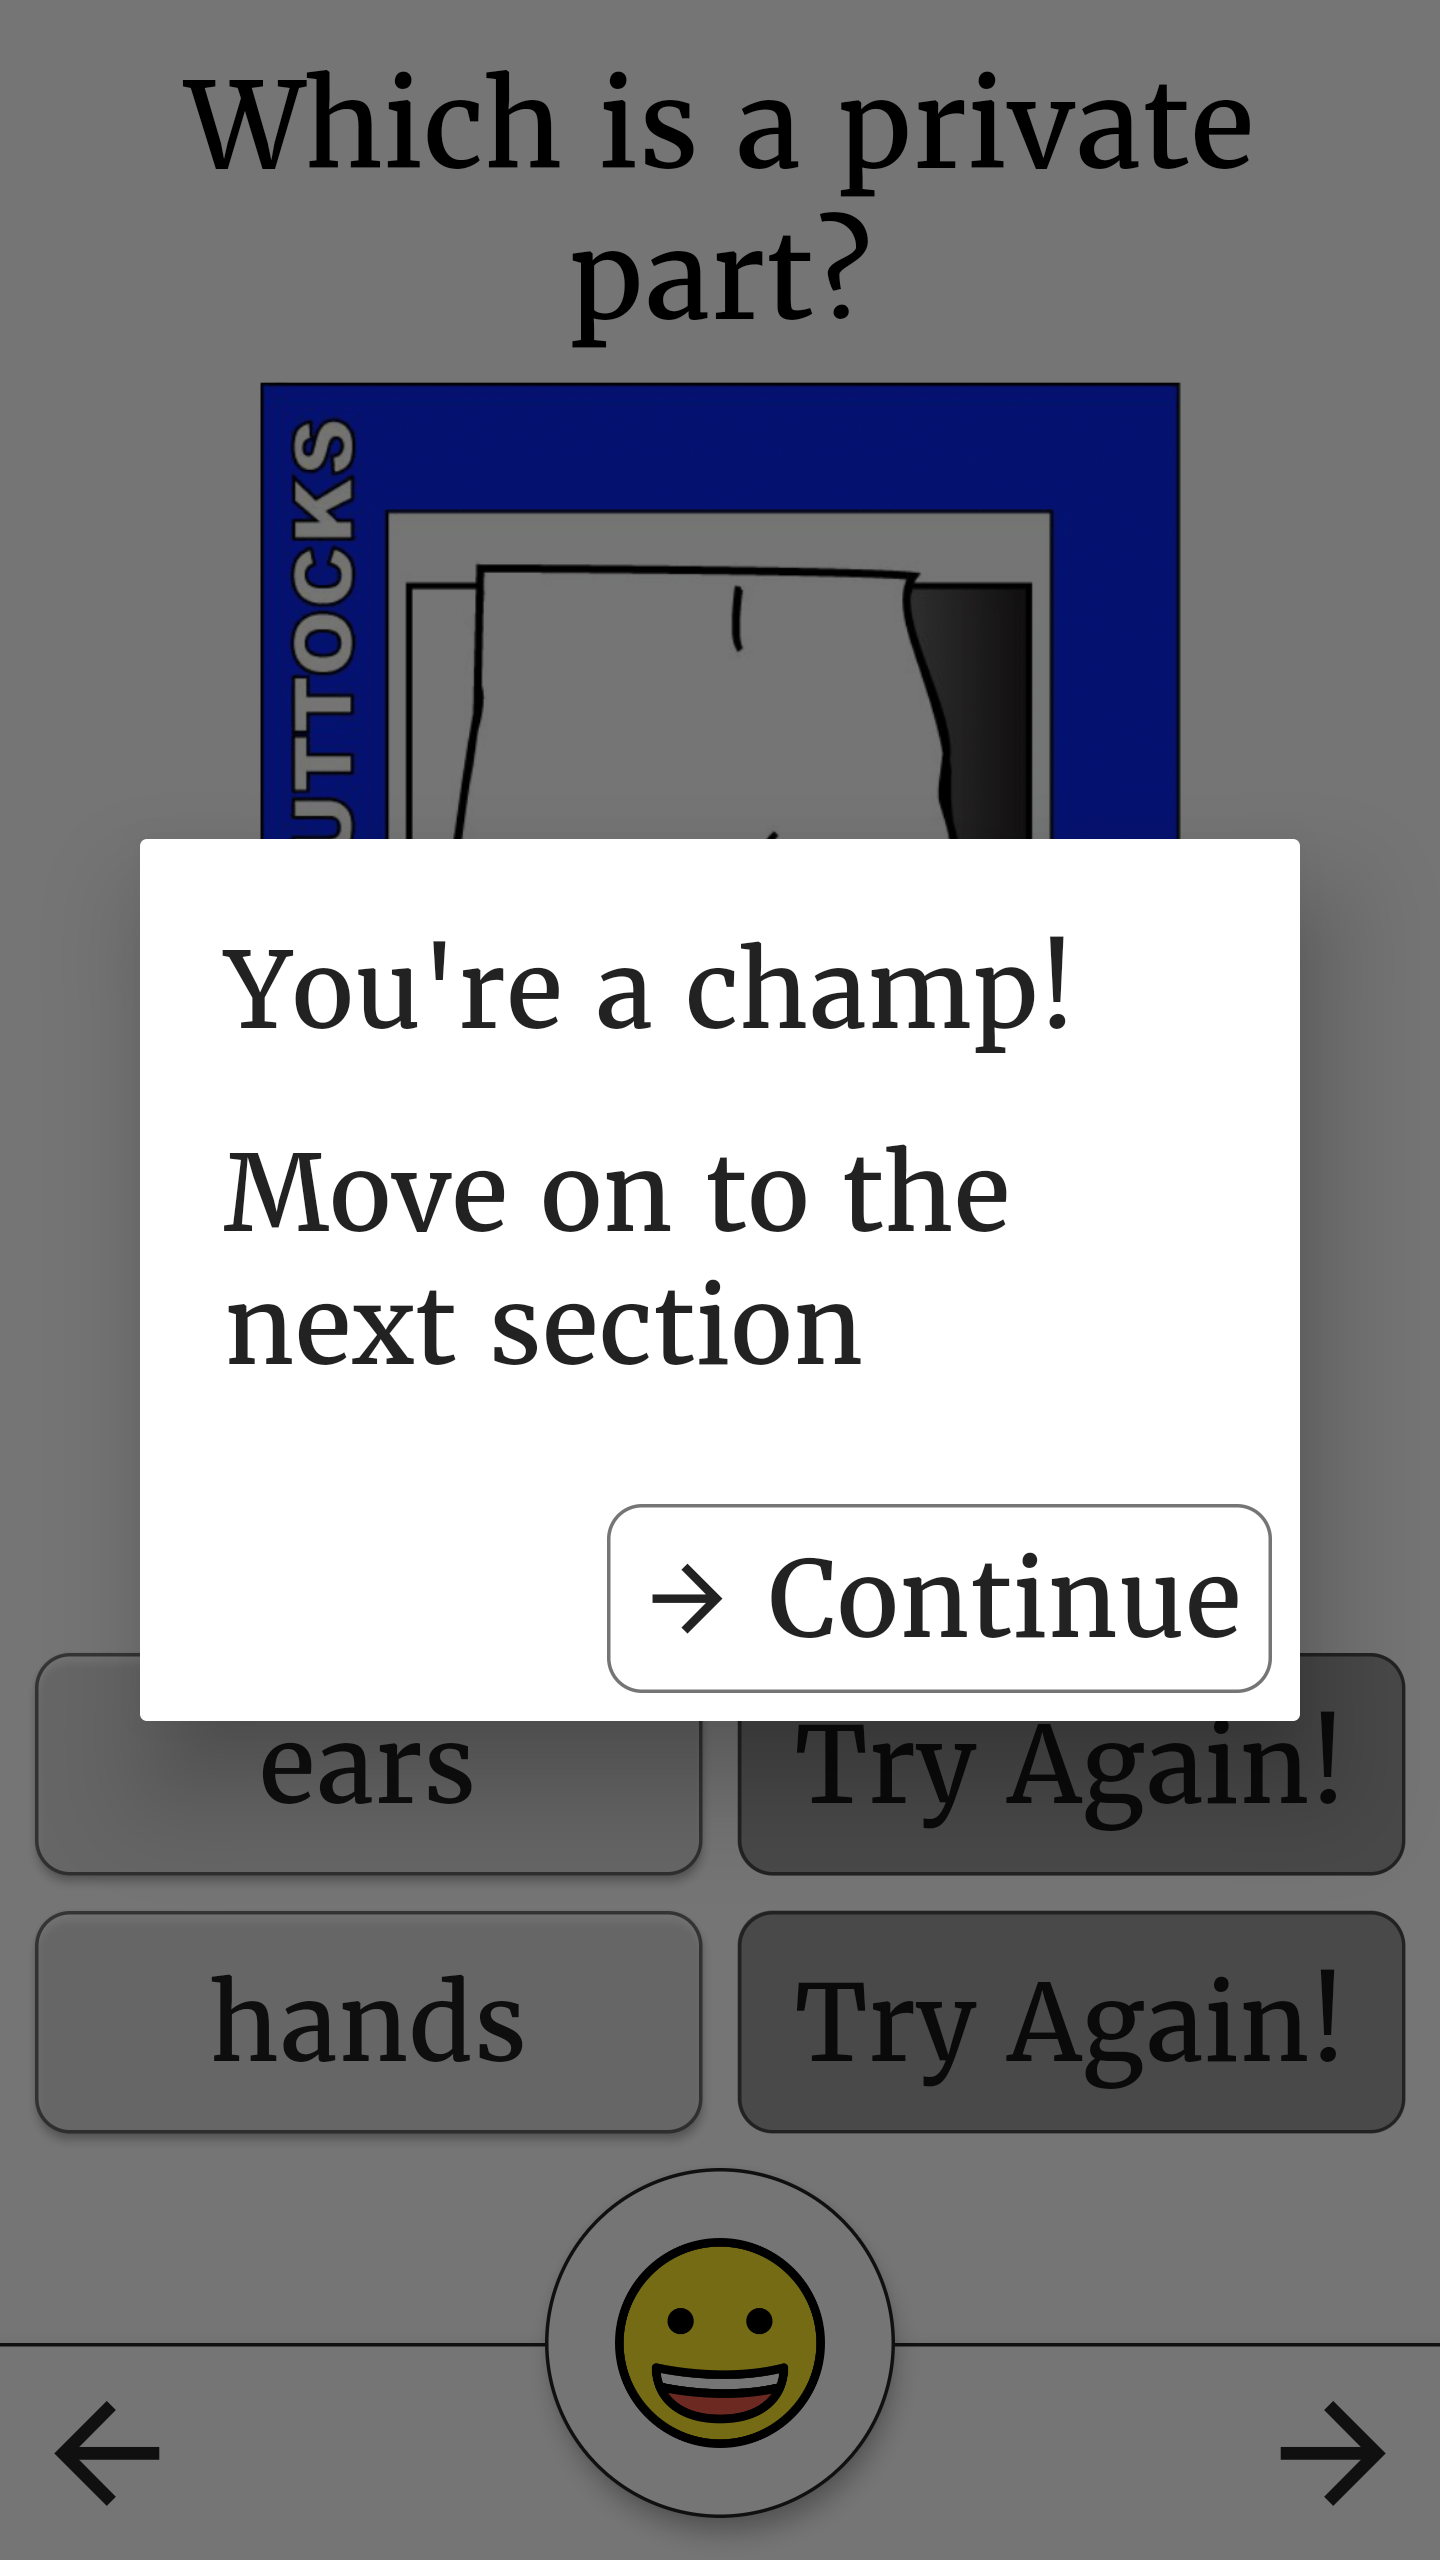 Which is a private
part?
UTTOCKS
You're a champ!
Move on to the
next section
Continue
ears
Try Again!
hands
Try Again!